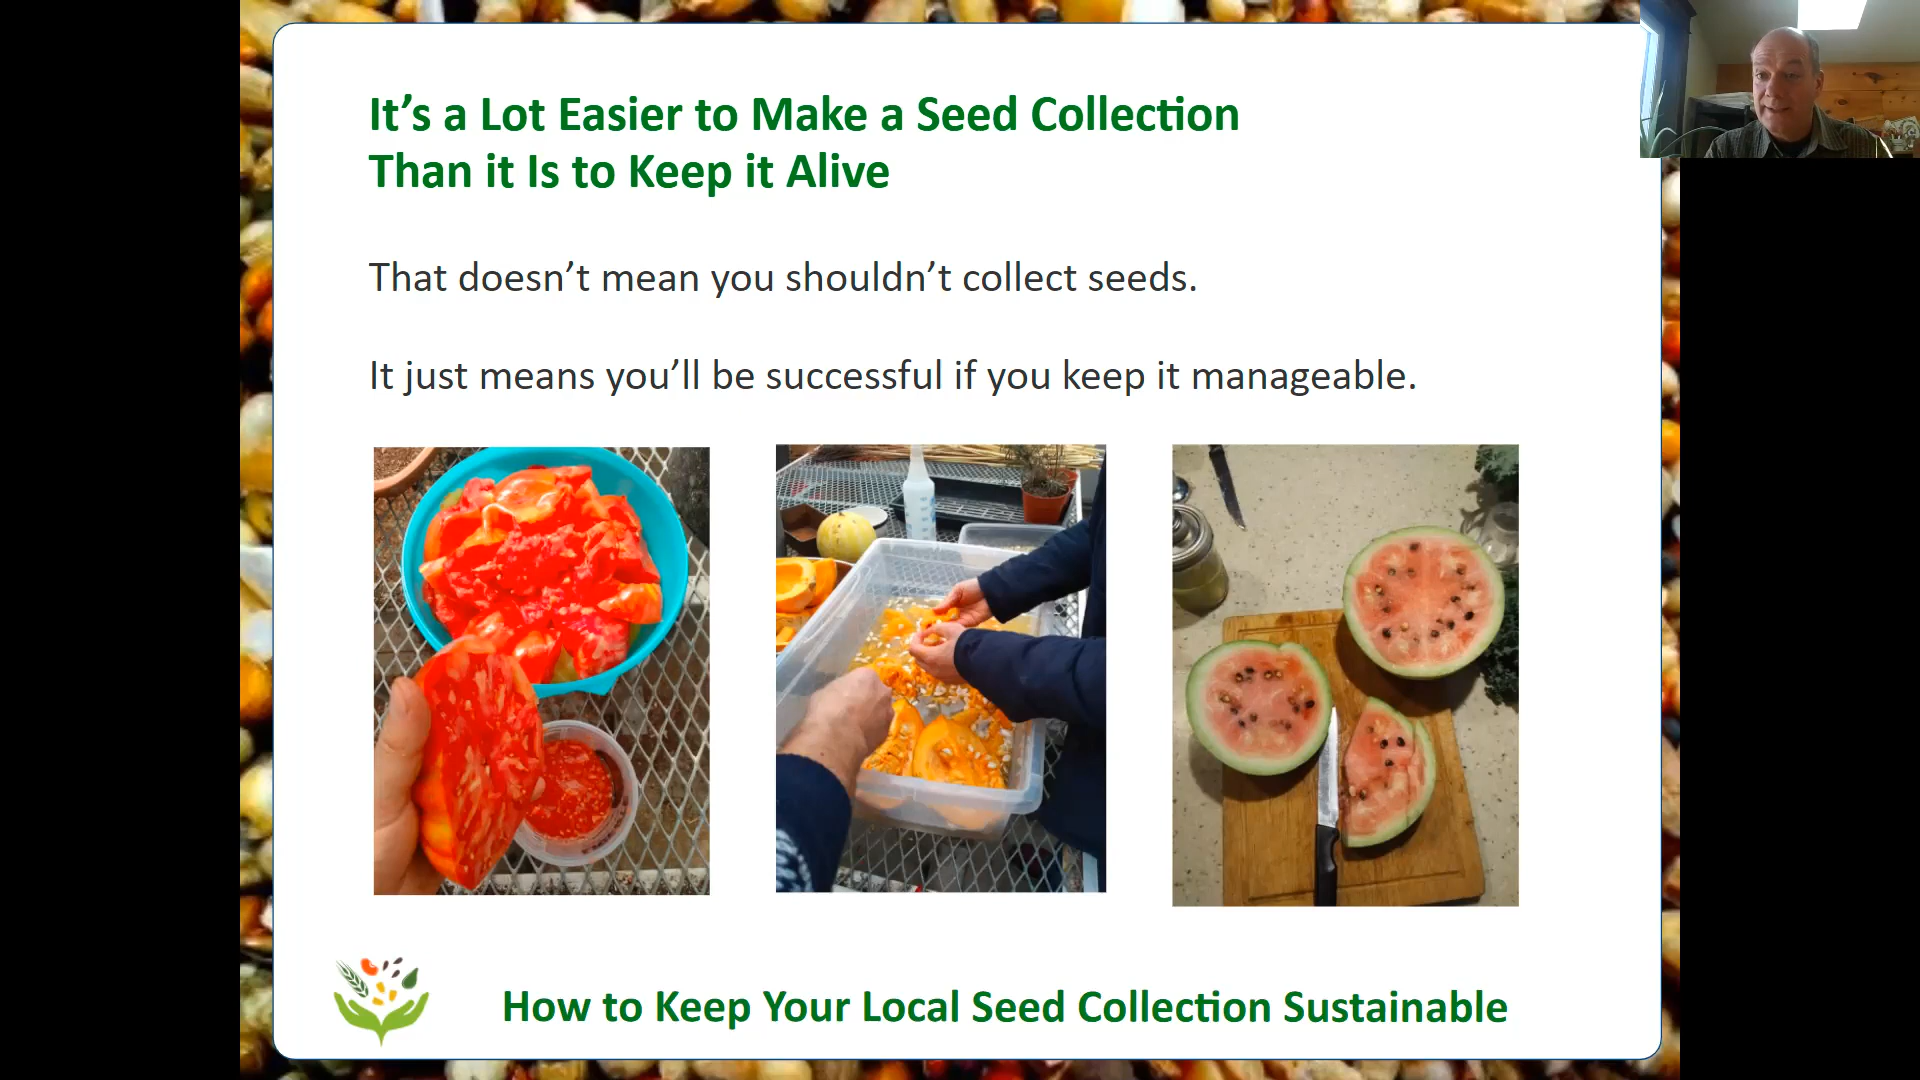 It’s a Lot Easier to Make a Seed Collection
Than it Is to Keep it Alive
That doesn’t mean you shouldn’t collect seeds.
It just means you’ll be successful if you keep it manageable.
How to Keep Your Local Seed Collection Sustainable